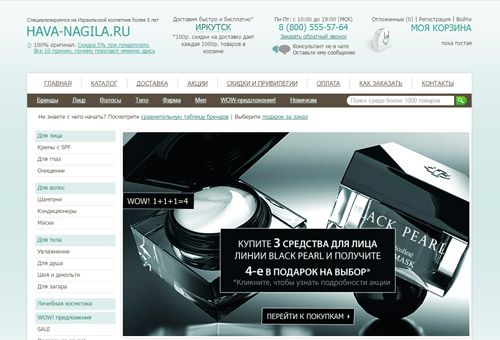 Специализируемся на Израильской косметике более 5 лет
HAVA-NAGILA.RU
100% оригинал. Скидка 5% при предоплате.
Все 10 причин, почему покупают именно здесь
Доставим быстро и бесплатно*
ИРКУТСК
*100р. скидки на доставку дает
каждая 1000р. товаров в
корзине
Пн-Пт: с 10:00 до 19:00 (МСК)
8 (800) 555-57-64
Заказать обратный звонок
Консультант не в чате
Оставьте ему сообщение
Отложенные (0) | Регистрация | Войти
МОЯ КОРЗИНА
пока пустая
ГЛАВНАЯ КАТАЛОГ ДОСТАВКА АКЦИИ СКИДКИ И ПРИВИЛЕГИИ ОПЛАТА КАК ЗАКАЗАТЬ КОНТАКТЫ
Бренды Лицо Волосы Тело Фарма Men WOW-предложения! Новичкам Поиск среди более 1000 товаров
Не знаете с чего начать? Посмотрите сравнительную таблицу брендов | Выберите подарок за заказ
Для лица
Кремы с SPF
Для глаз
Очищение
Для волос
Шампуни
Кондиционеры
Маски
Для тела
Увлажнение
Для душа
Шея и декольте
Для загара
Лечебная косметика
WOW! предложения
SALE
WOW! 1+1+1=4
BLACK PEARL
MASK
КУПИТЕ 3 СРЕДСТВА ДЛЯ ЛИЦА
ЛИНИИ BLACK PEARL И ПОЛУЧИТЕ
4-е В ПОДАРОК НА ВЫБОР*
*Кликните, чтобы узнать подробности акции
ПЕРЕЙТИ К ПОКУПКАМ